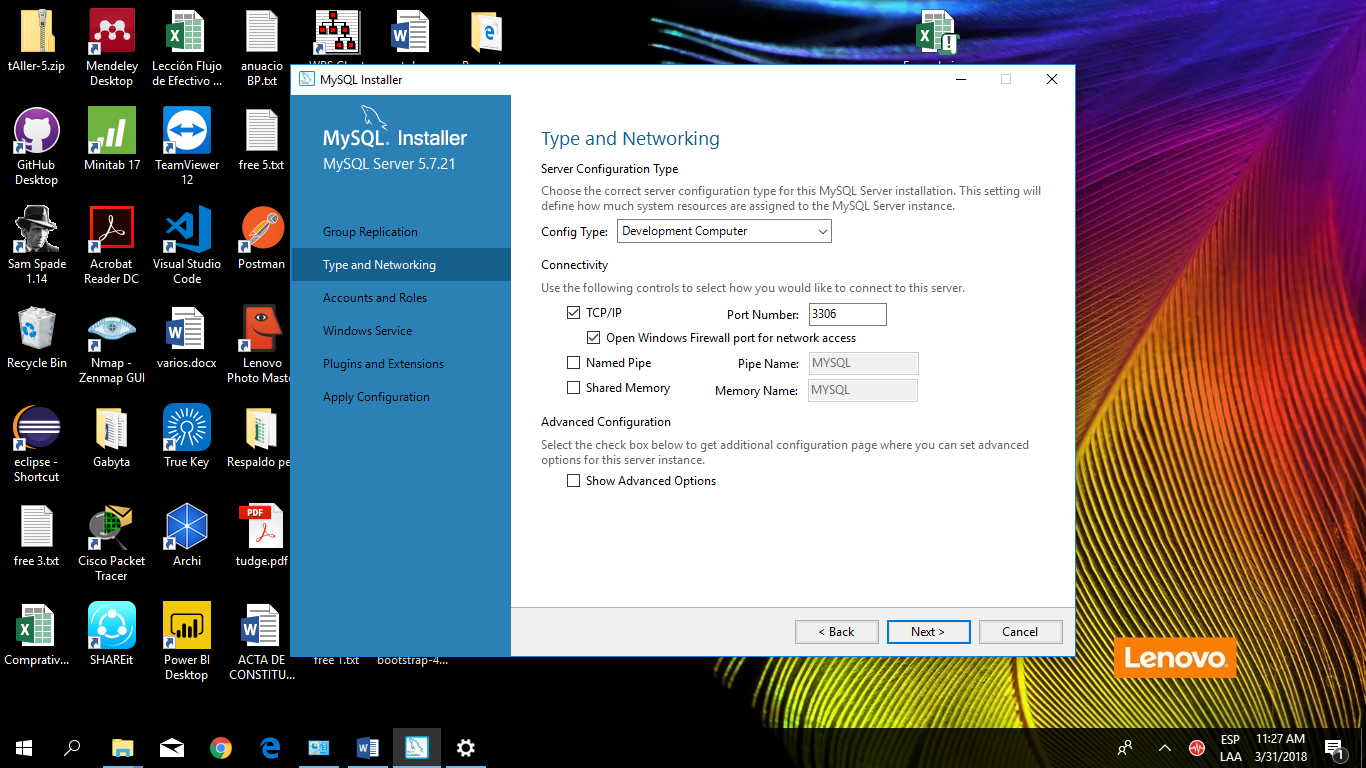 tAller-5.zip
Mendeley
Desktop
Lección Flujo
de Efectivo ...
anuacio
BP.txt
GitHub
Desktop
Minitab 17
TeamViewer
12
free 5.txt
Sam Spade
1.14
Acrobat
Reader DC
Visual Studio
Code
Postman
Recycle Bin
Nmap -
Zenmap GUI
varios.docx
Lenovo
Photo Mast
eclipse -
Shortcut
Gabyta
True Key
Respaldo pe
free 3.txt
Cisco Packet
Tracer
Archi
PDF
tudge.pdf
Comprativ...
SHAREit
Power BI
Desktop
ACTA DE
CONSTITU...
free 1.txt
bootstrap-4...
MySQL Installer
MySQL. Installer
MySQL Server 5.7.21
Group Replication
Type and Networking
Accounts and Roles
Windows Service
Plugins and Extensions
Apply Configuration
Type and Networking
Server Configuration Type
Choose the correct server configuration type for this MySQL Server installation. This setting will
define how much system resources are assigned to the MySQL Server instance.
Config Type: Development Computer
Connectivity
Use the following controls to select how you would like to connect to this server.
TCP/IP Port Number: 3306
Open Windows Firewall port for network access
Named Pipe Pipe Name: MYSQL
Shared Memory Memory Name: MYSQL
Advanced Configuration
Select the check box below to get additional configuration page where you can set advanced
options for this server instance.
Show Advanced Options
< Back Next > Cancel
Lenovo
ESP
LAA
11:27 AM
3/31/2018
1